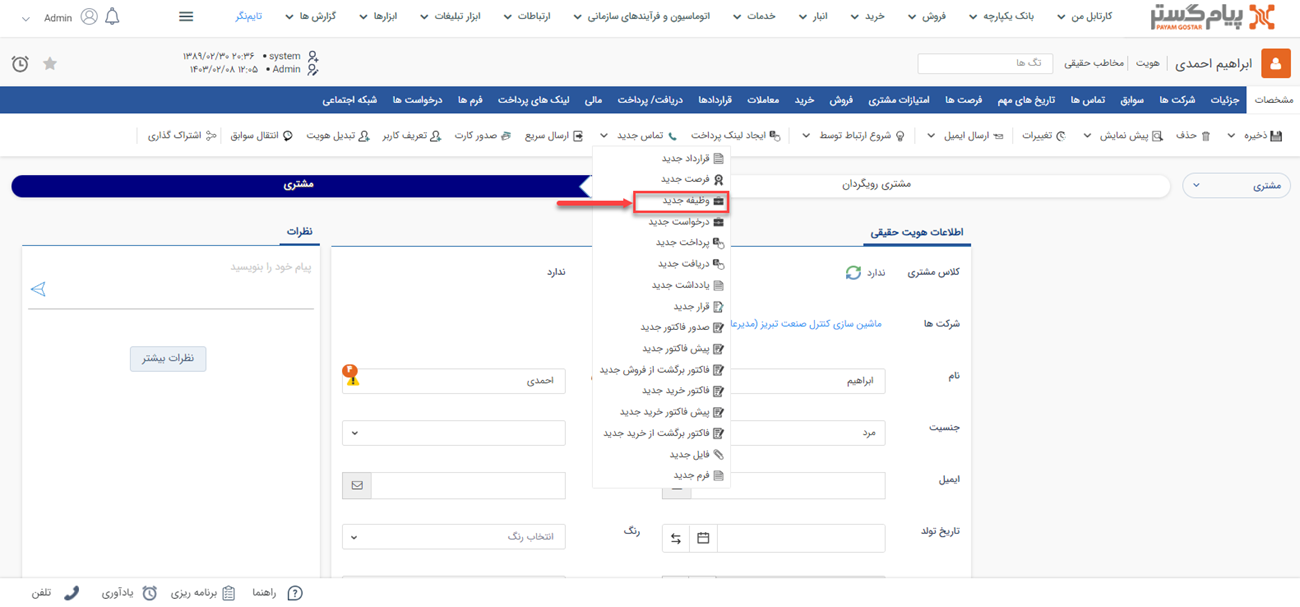 پیام‌گستر
PAYAM GOSTAR
کارتابل من
بانک یکپارچه
فروش
خرید
انبار
خدمات
اتوماسیون و فرآیندهای سازمانی
ارتباطات
ابزار تبلیغات
ابزارها
گزارش ها
تایم‌نگر
Admin
ابراهیم احمدی
هویت
مخاطب حقیقی
تگ ها
۱۳۸۹/۰۲/۳۰ ۲۰:۳۶ • system
۱۴۰۳/۰۲/۰۸ ۱۲:۰۵ • Admin
مشخصات
جزئیات
شرکت ها
سوابق
تماس ها
تاریخ های مهم
فرصت ها
امتیازات مشتری
فروش
خرید
معاملات
قراردادها
دریافت/ پرداخت
مالی
لینک های پرداخت
فرم ها
درخواست ها
شبکه اجتماعی
ذخیره
حذف
پیش نمایش
تغییرات
ارسال ایمیل
شروع ارتباط توسط
ایجاد لینک پرداخت
تماس جدید
ارسال سریع
صدور کارت
تعریف کاربر
تبدیل هویت
انتقال سوابق
اشتراک گذاری
مشتری
مشتری رویگردان
مشتری
قرارداد جدید
فرصت جدید
وظیفه جدید
درخواست جدید
پرداخت جدید
دریافت جدید
یادداشت جدید
قرار جدید
صدور فاکتور جدید
پیش فاکتور جدید
فاکتور برگشت از فروش جدید
فاکتور خرید جدید
پیش فاکتور خرید جدید
فاکتور برگشت از خرید جدید
فایل جدید
فرم جدید
اطلاعات هویت حقیقی
کلاس مشتری
ندارد
ندارد
شرکت ها
ماشین سازی کنترل صنعت تبریز
نام
ابراهیم
احمدی
جنسیت
مرد
ایمیل
تاریخ تولد
رنگ
انتخاب رنگ
نظرات
پیام خود را بنویسید
نظرات بیشتر
راهنما
برنامه ریزی
یادآوری
تلفن